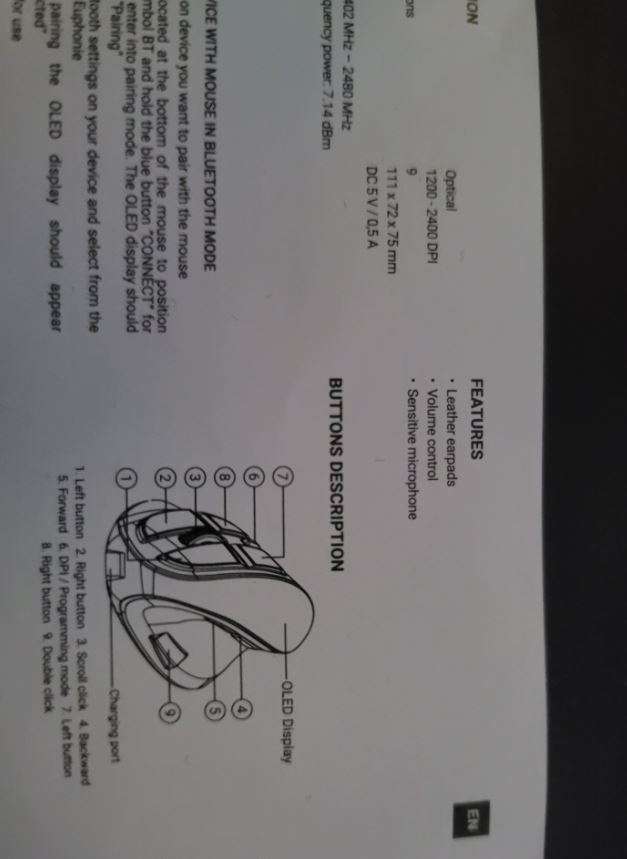 ION
ons
402 MHz – 2480 MHz
quency power: 7.14 dBm
Optical
1200 - 2400 DPI
9
111 x 72 x 75 mm
DC 5 V / 0,5 A
ICE WITH MOUSE IN BLUETOOTH MODE
on device you want to pair with the mouse
ocated at the bottom of the mouse to position
mbol BT and hold the blue button "CONNECT" for
enter into pairing mode. The OLED display should
"Pairing"
tooth settings on your device and select from the
Euphonie
pairing the OLED display should appear
cted"
for use
EN
FEATURES
• Leather earpads
• Volume control
• Sensitive microphone
BUTTONS DESCRIPTION
7
6
8
3
2
1
OLED Display
4
5
9
Charging port
1. Left button 2. Right button 3. Scroll click 4. Backward
5. Forward 6. DPI / Programming mode 7. Left button
8. Right button 9. Double click